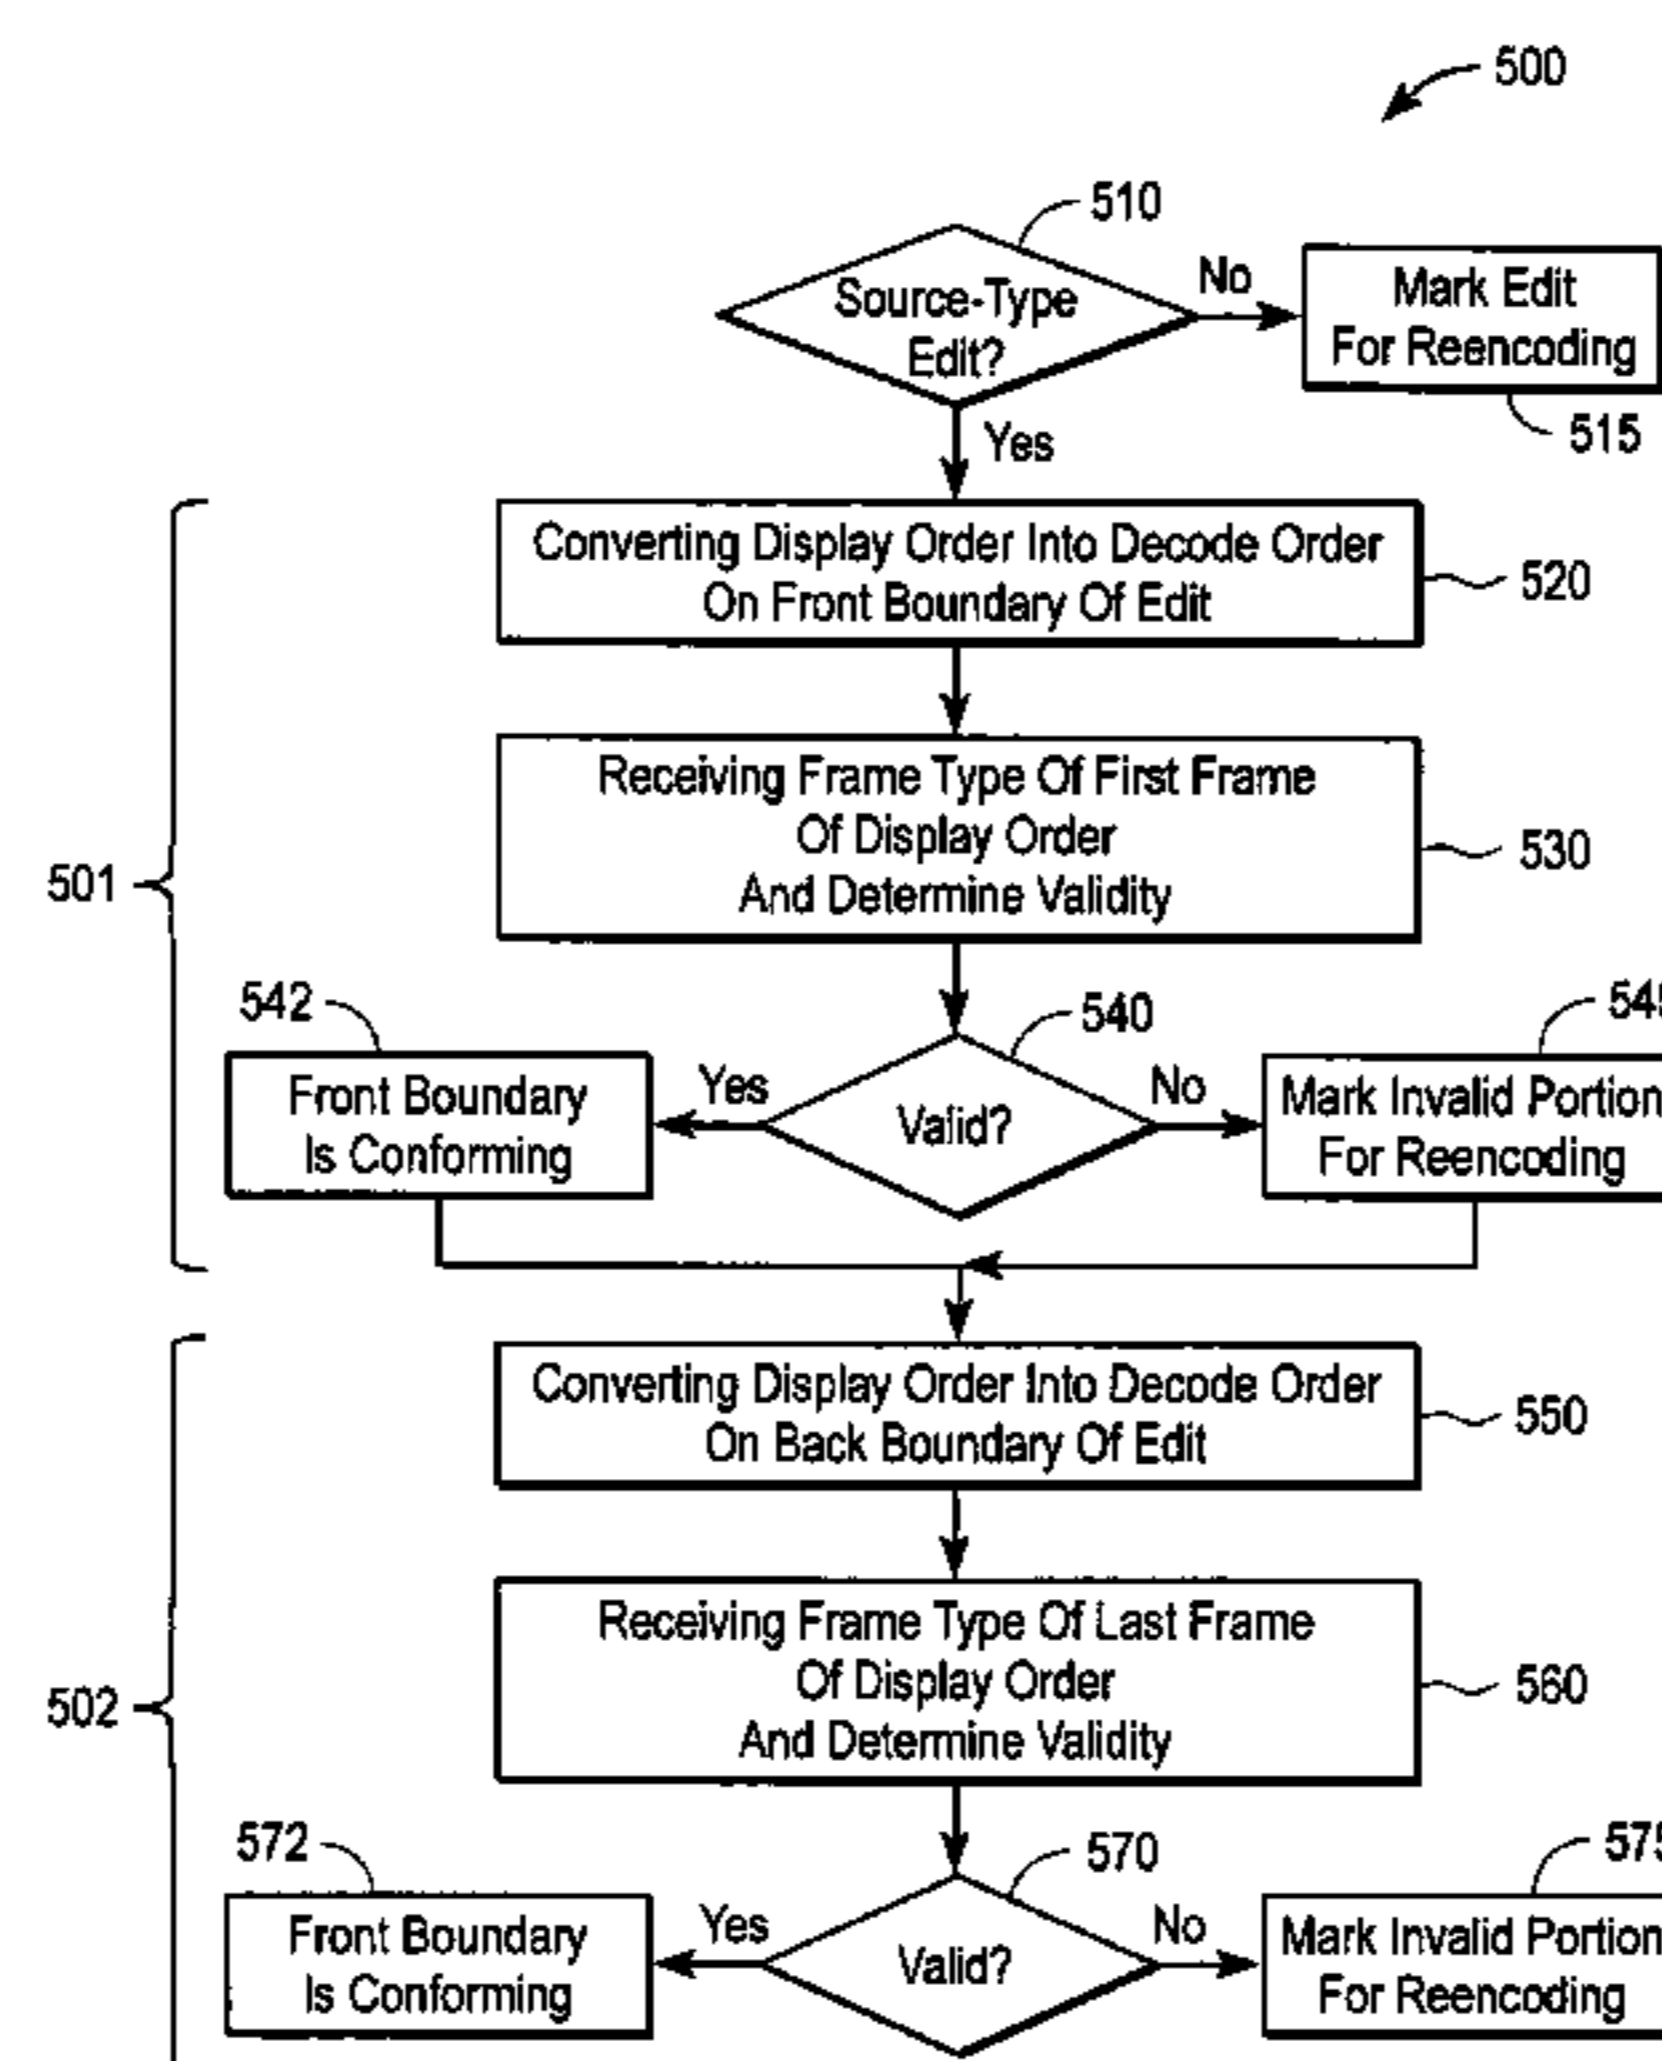 500
510
Source-Type
Edit?
No
Mark Edit
For Reencoding
515
Yes
Converting Display Order Into Decode Order
On Front Boundary Of Edit
520
Receiving Frame Type Of First Frame
Of Display Order
And Determine Validity
530
501
542
540
Front Boundary
Is Conforming
Yes
Valid?
No
Mark Invalid Portion
For Reencoding
Converting Display Order Into Decode Order
On Back Boundary Of Edit
550
Receiving Frame Type Of Last Frame
Of Display Order
And Determine Validity
560
502
572
570
575
Front Boundary
Is Conforming
Yes
Valid?
No
Mark Invalid Portion
For Reencoding